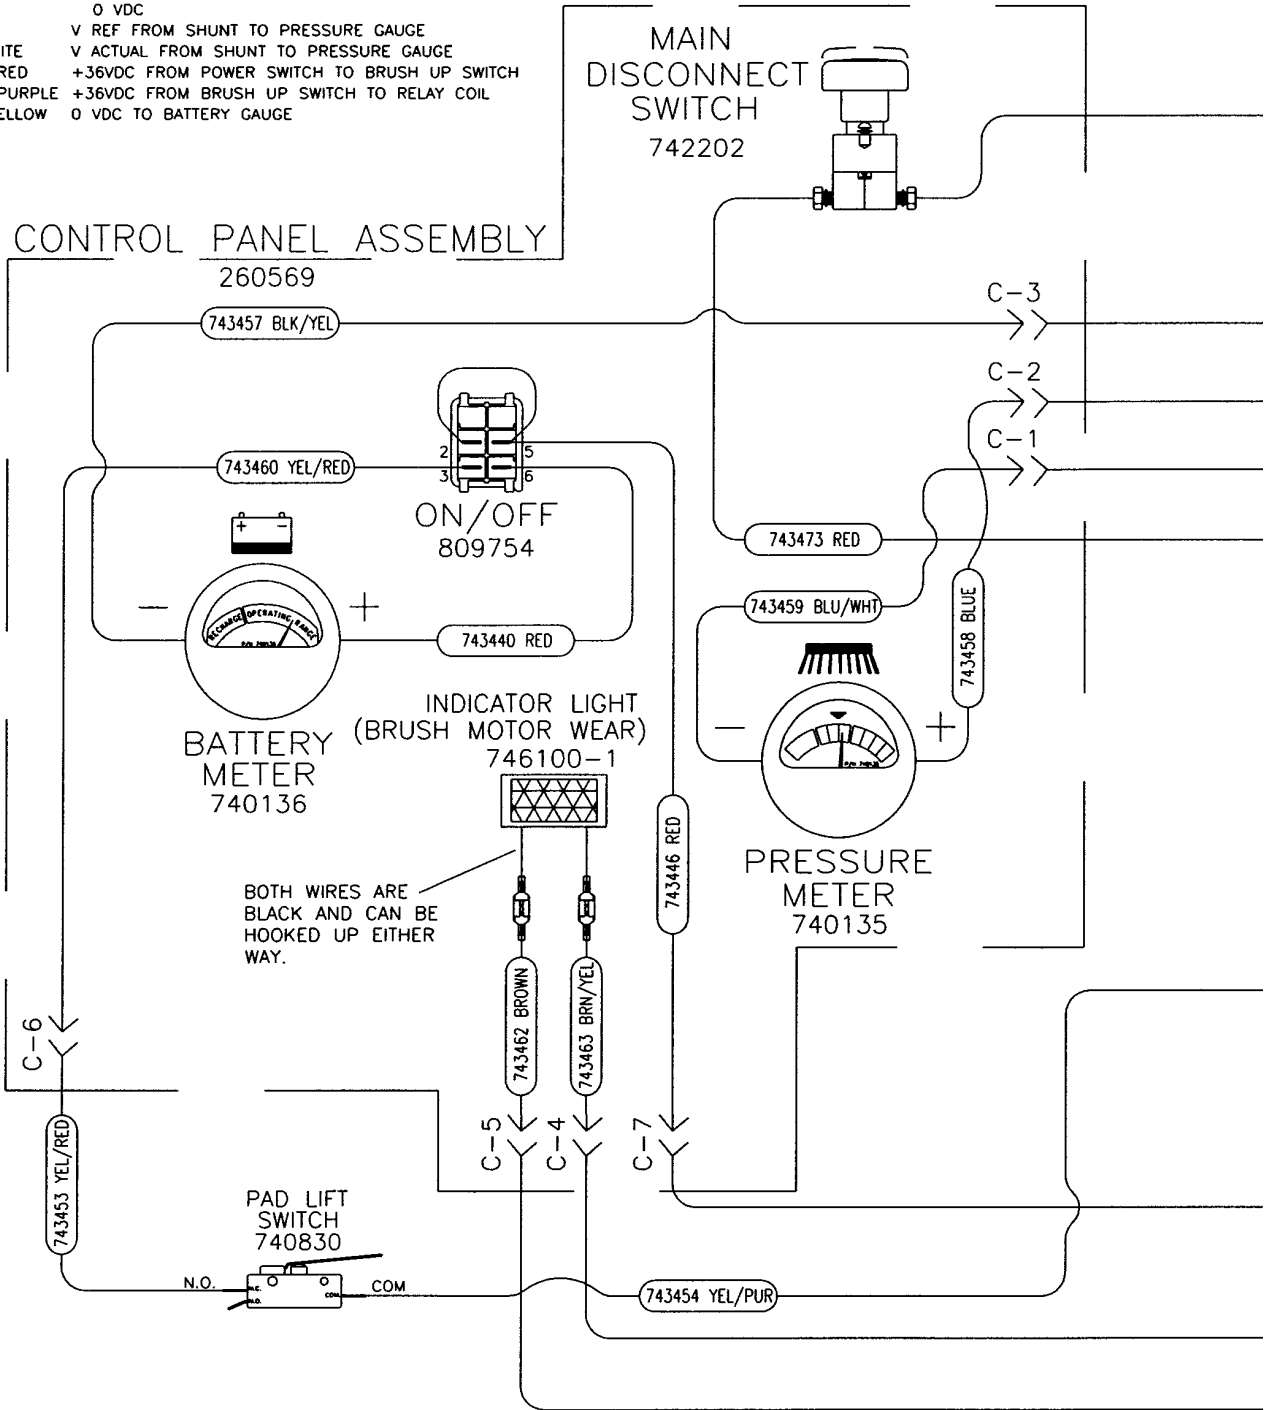 0 VDC
V REF FROM SHUNT TO PRESSURE GAUGE
ITE V ACTUAL FROM SHUNT TO PRESSURE GAUGE
RED +36VDC FROM POWER SWITCH TO BRUSH UP SWITCH
PURPLE +36VDC FROM BRUSH UP SWITCH TO RELAY COIL
ELLOW 0 VDC TO BATTERY GAUGE
MAIN
DISCONNECT
SWITCH
742202
CONTROL PANEL ASSEMBLY
260569
743457 BLK/YEL
C-3
C-2
C-1
2
5
3
6
743460 YEL/RED
ON/OFF
809754
+ -
743473 RED
- +
RECHARGE OPERATING RANGE
743440 RED
743459 BLU/WHT
743458 BLUE
BATTERY
METER
740136
INDICATOR LIGHT
(BRUSH MOTOR WEAR)
746100-1
- +
PRESSURE
METER
740135
743446 RED
BOTH WIRES ARE
BLACK AND CAN BE
HOOKED UP EITHER
WAY.
743462 BROWN
743463 BRN/YEL
C-6
C-5
C-4
C-7
743453 YEL/RED
PAD LIFT
SWITCH
740830
N.O.
N.C.
N.O.
COM
COM
743454 YEL/PUR